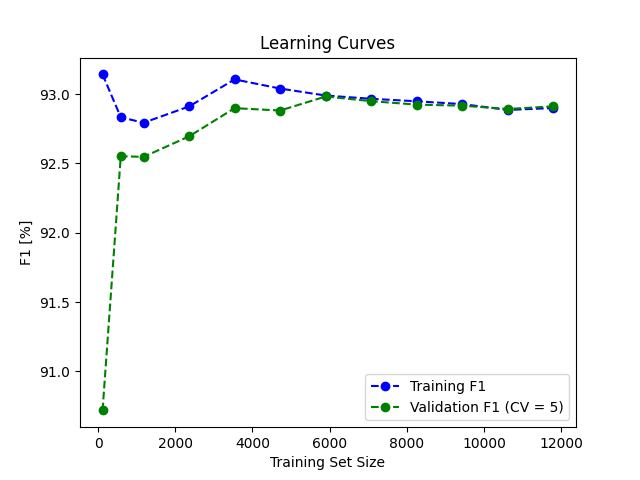 Learning Curves
93.0
92.5
92.0
91.5
91.0
F1 [%]
Training F1
Validation F1 (CV = 5)
0
2000
4000
6000
8000
10000
12000
Training Set Size